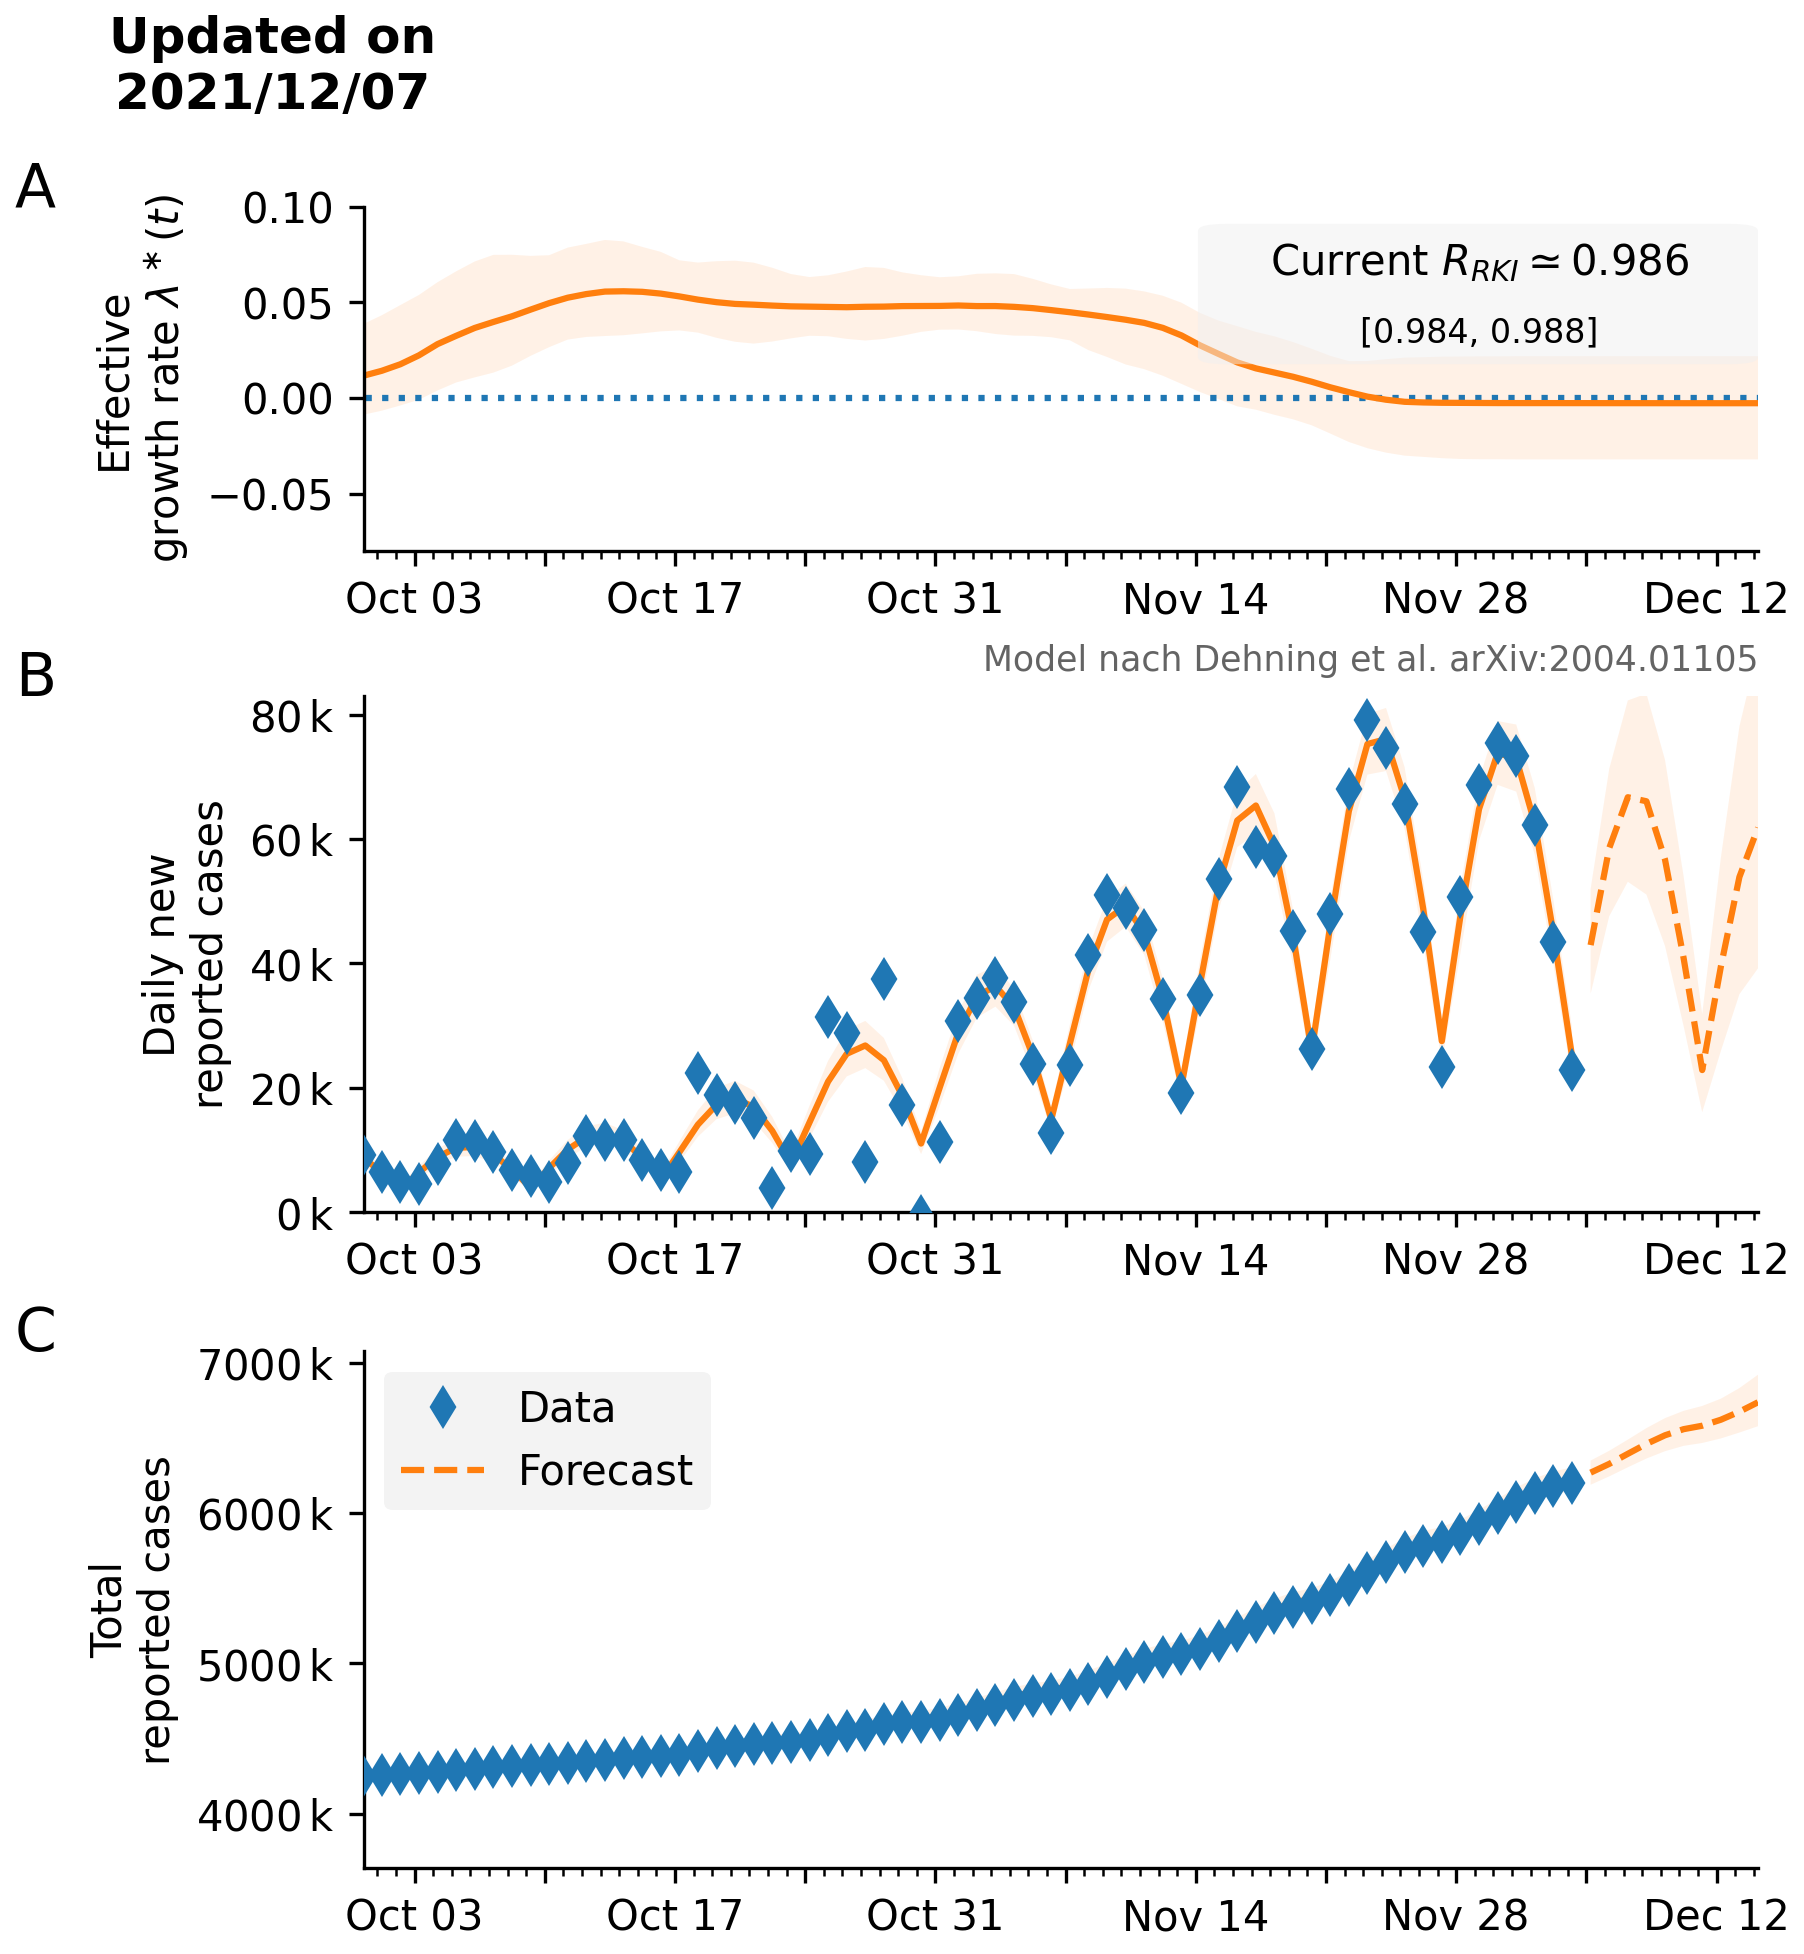 Updated on
2021/12/07
A
Effective
growth rate λ * (t)
0.10
0.05
0.00
−0.05
Current R_RKI ≃ 0.986
[0.984, 0.988]
Oct 03 Oct 17 Oct 31 Nov 14 Nov 28 Dec 12
Model nach Dehning et al. arXiv:2004.01105
B
Daily new
reported cases
80 k
60 k
40 k
20 k
0 k
Oct 03 Oct 17 Oct 31 Nov 14 Nov 28 Dec 12
C
Total
reported cases
7000 k
6000 k
5000 k
4000 k
Data
Forecast
Oct 03 Oct 17 Oct 31 Nov 14 Nov 28 Dec 12